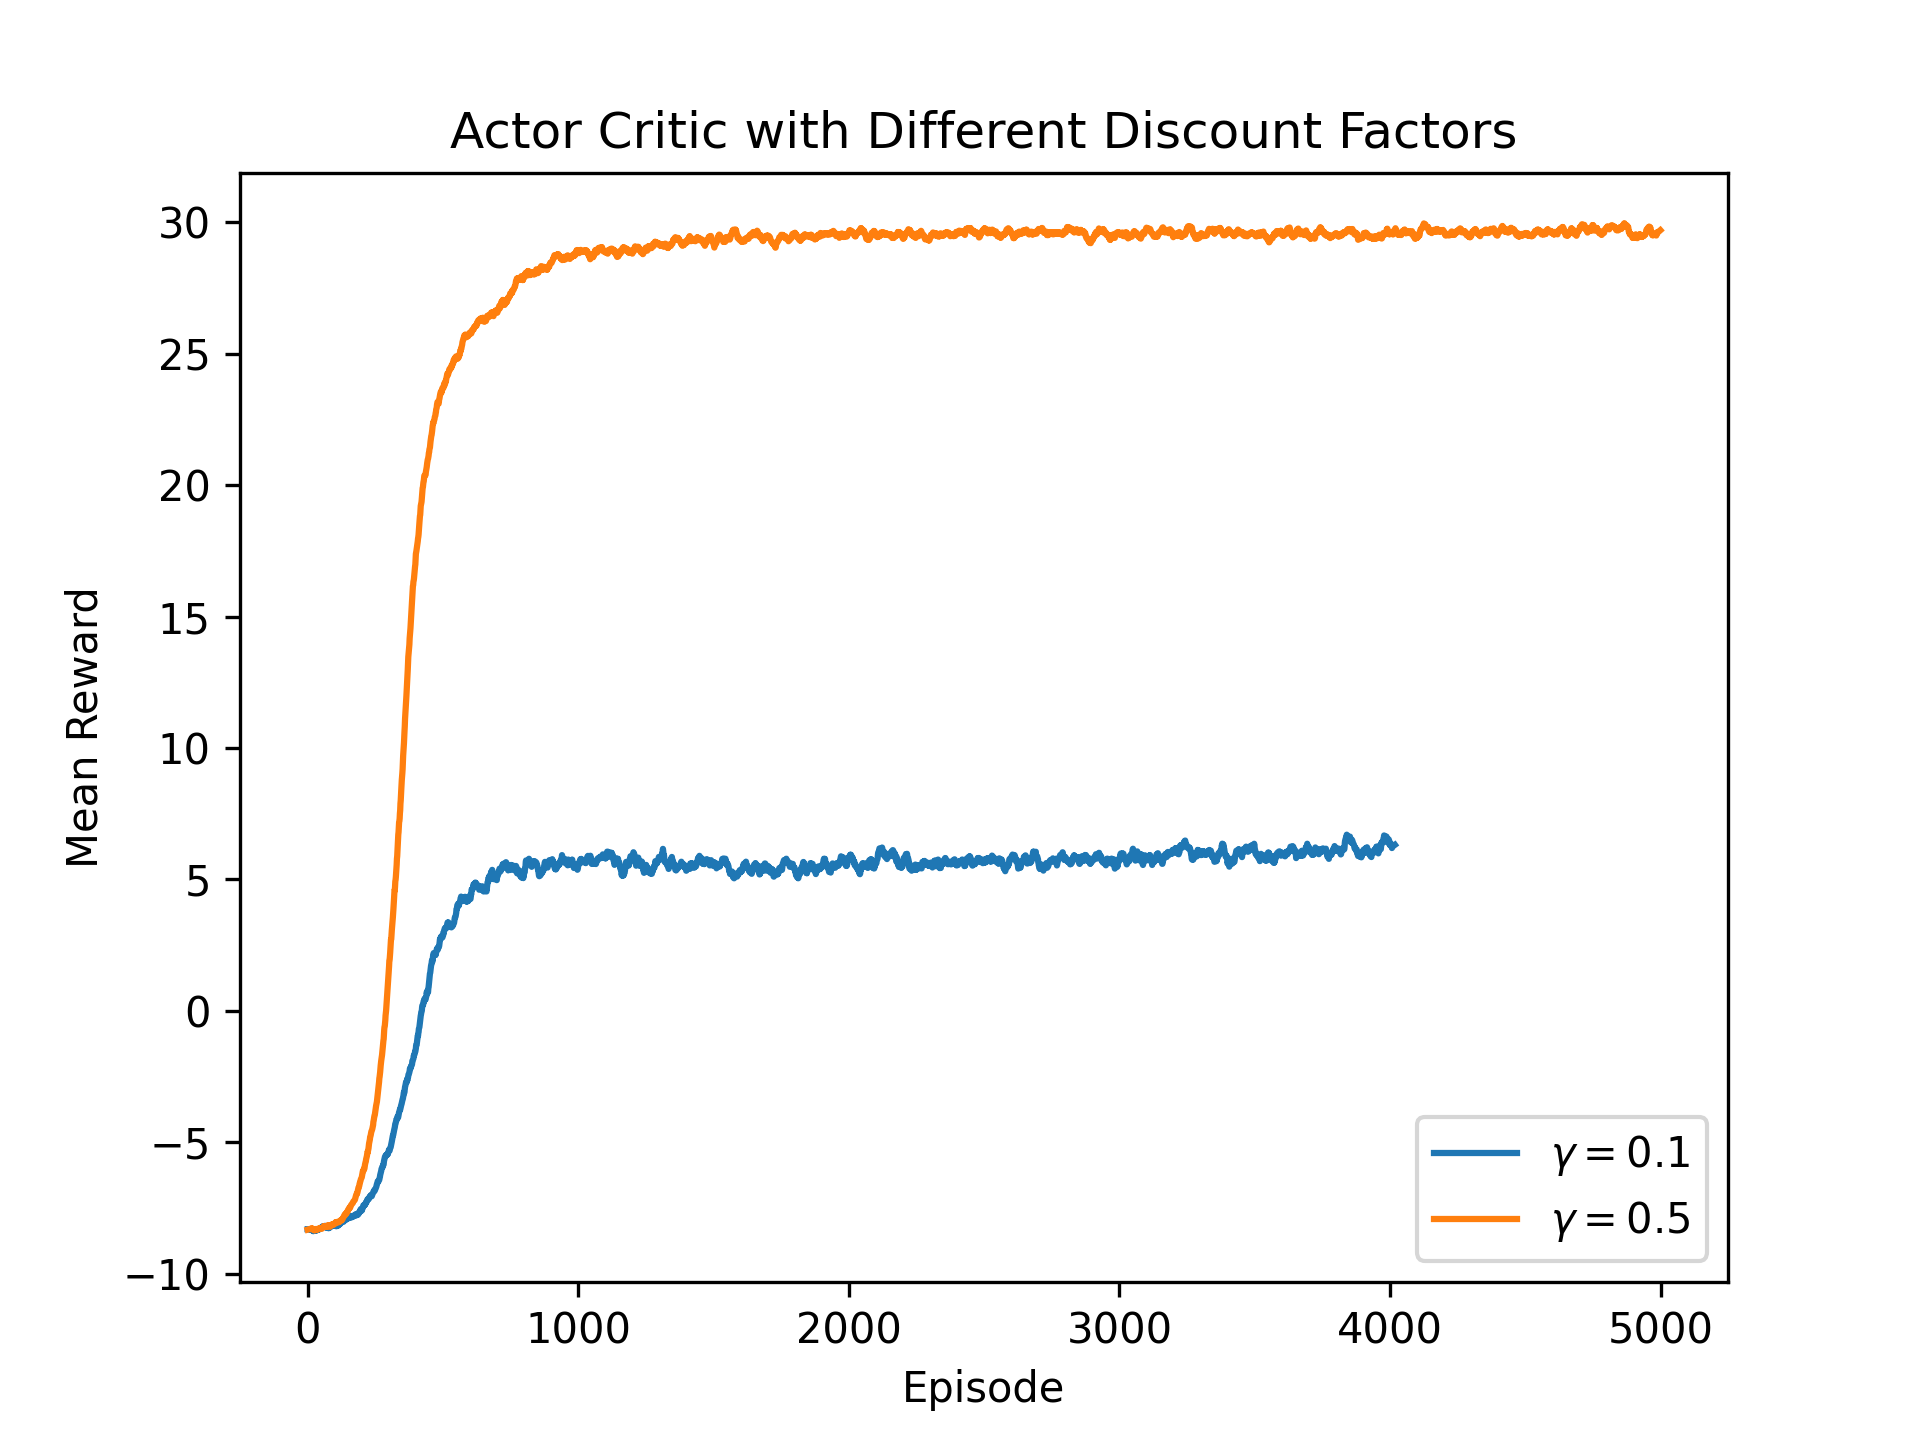 Actor Critic with Different Discount Factors
Mean Reward
30
25
20
15
10
5
0
−5
−10
0 1000 2000 3000 4000 5000
Episode
γ = 0.1
γ = 0.5